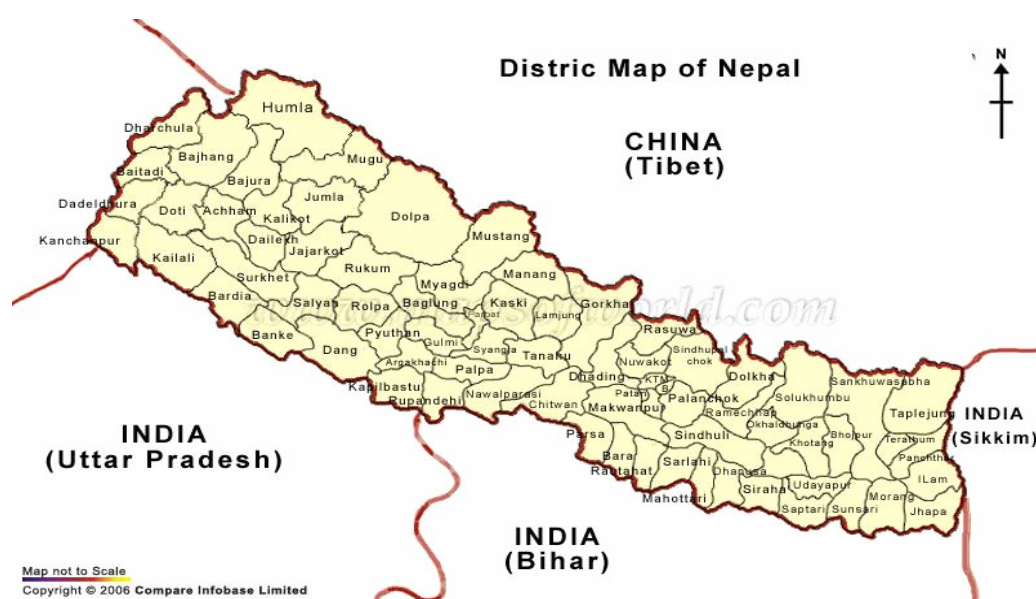 Distric Map of Nepal
N
CHINA
(Tibet)
Humla
Dharchula
Bajhang
Mugu
Baitadi
Bajura
Jumla
Dadeldhura
Doti
Achham
Kalikot
Dolpa
Kanchanpur
Dailekh
Jajarkot
Mustang
Kailali
Surkhet
Rukum
Myagdi
Manang
Bardia
Salyan
Rolpa
Baglung
Parbat
Kaski
Lamjung
Gorkha
Banke
Dang
Pyuthan
Gulmi
Syangja
Tanahu
Rasuwa
Argakhachi
Palpa
Nuwakot
Sindhupal
chok
Kapilbastu
Rupandehi
Nawalparasi
Chitwan
Dhading
KTM
B
Patan
Palanchok
Dolkha
Makwanpur
Ramechhap
Solukhumbu
Sankhuwasabha
Taplejung
INDIA
(Sikkim)
Parsa
Bara
Rautahat
Sindhuli
Okhaldhunga
Khotang
Bhojpur
Terathum
Panchthar
Sarlahi
Mahottari
Dhanusa
Siraha
Udayapur
Saptari
Sunsari
Morang
ILam
Jhapa
INDIA
(Uttar Pradesh)
INDIA
(Bihar)
Map not to Scale
Copyright © 2006 Compare Infobase Limited